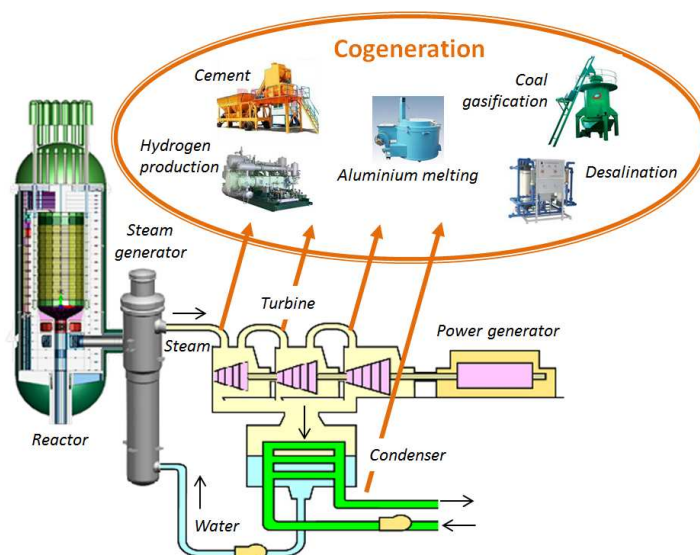 Cogeneration
Cement
Coal
gasification
Hydrogen
production
Aluminium melting
Desalination
Steam
generator
Turbine
Steam
Power generator
Reactor
Condenser
Water